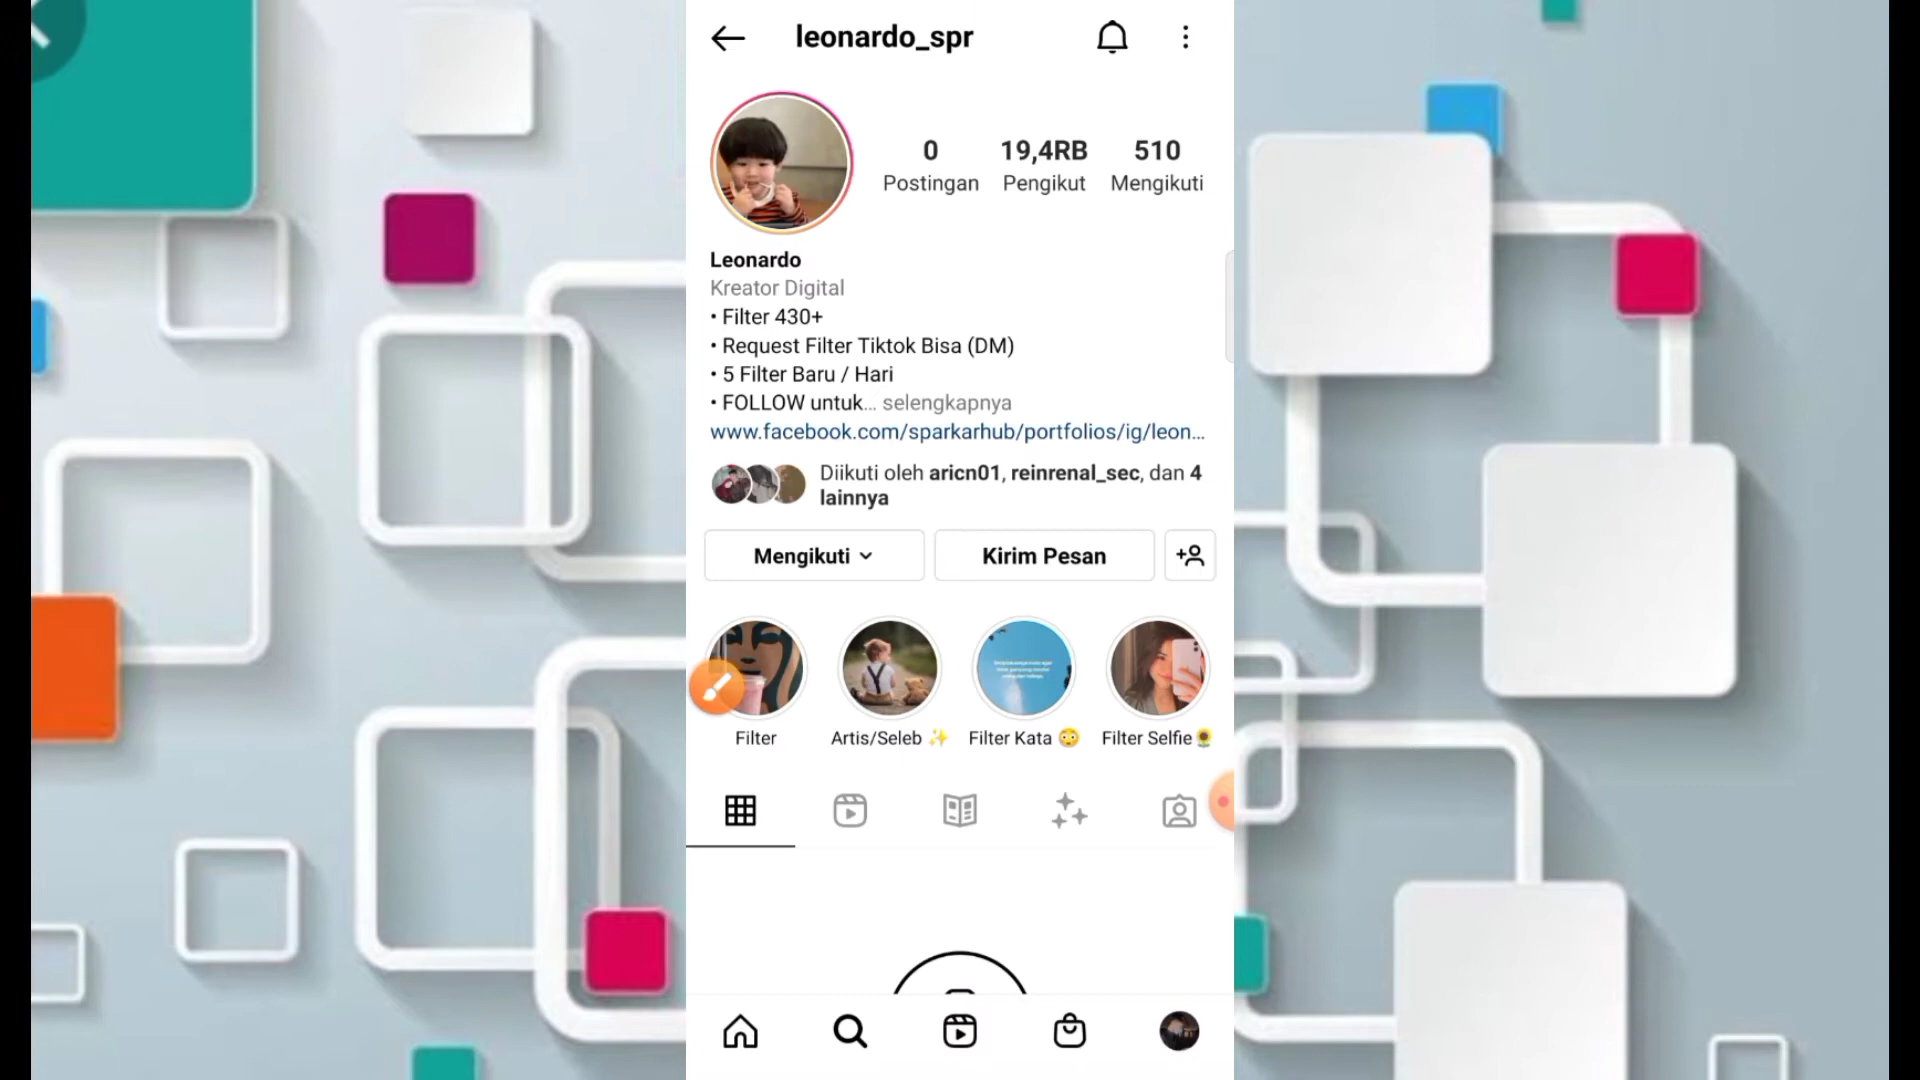 leonardo_spr
0 19,4RB 510
Postingan Pengikut Mengikuti
Leonardo
Kreator Digital
• Filter 430+
• Request Filter Tiktok Bisa (DM)
• 5 Filter Baru / Hari
• FOLLOW untuk... selengkapnya
www.facebook.com/sparkarhub/portfolios/ig/leon...
Diikuti oleh aricn01, reinrenal_sec, dan 4
lainnya
Mengikuti Kirim Pesan
Filter Artis/Seleb ✨ Filter Kata 😳 Filter Selfie🌻